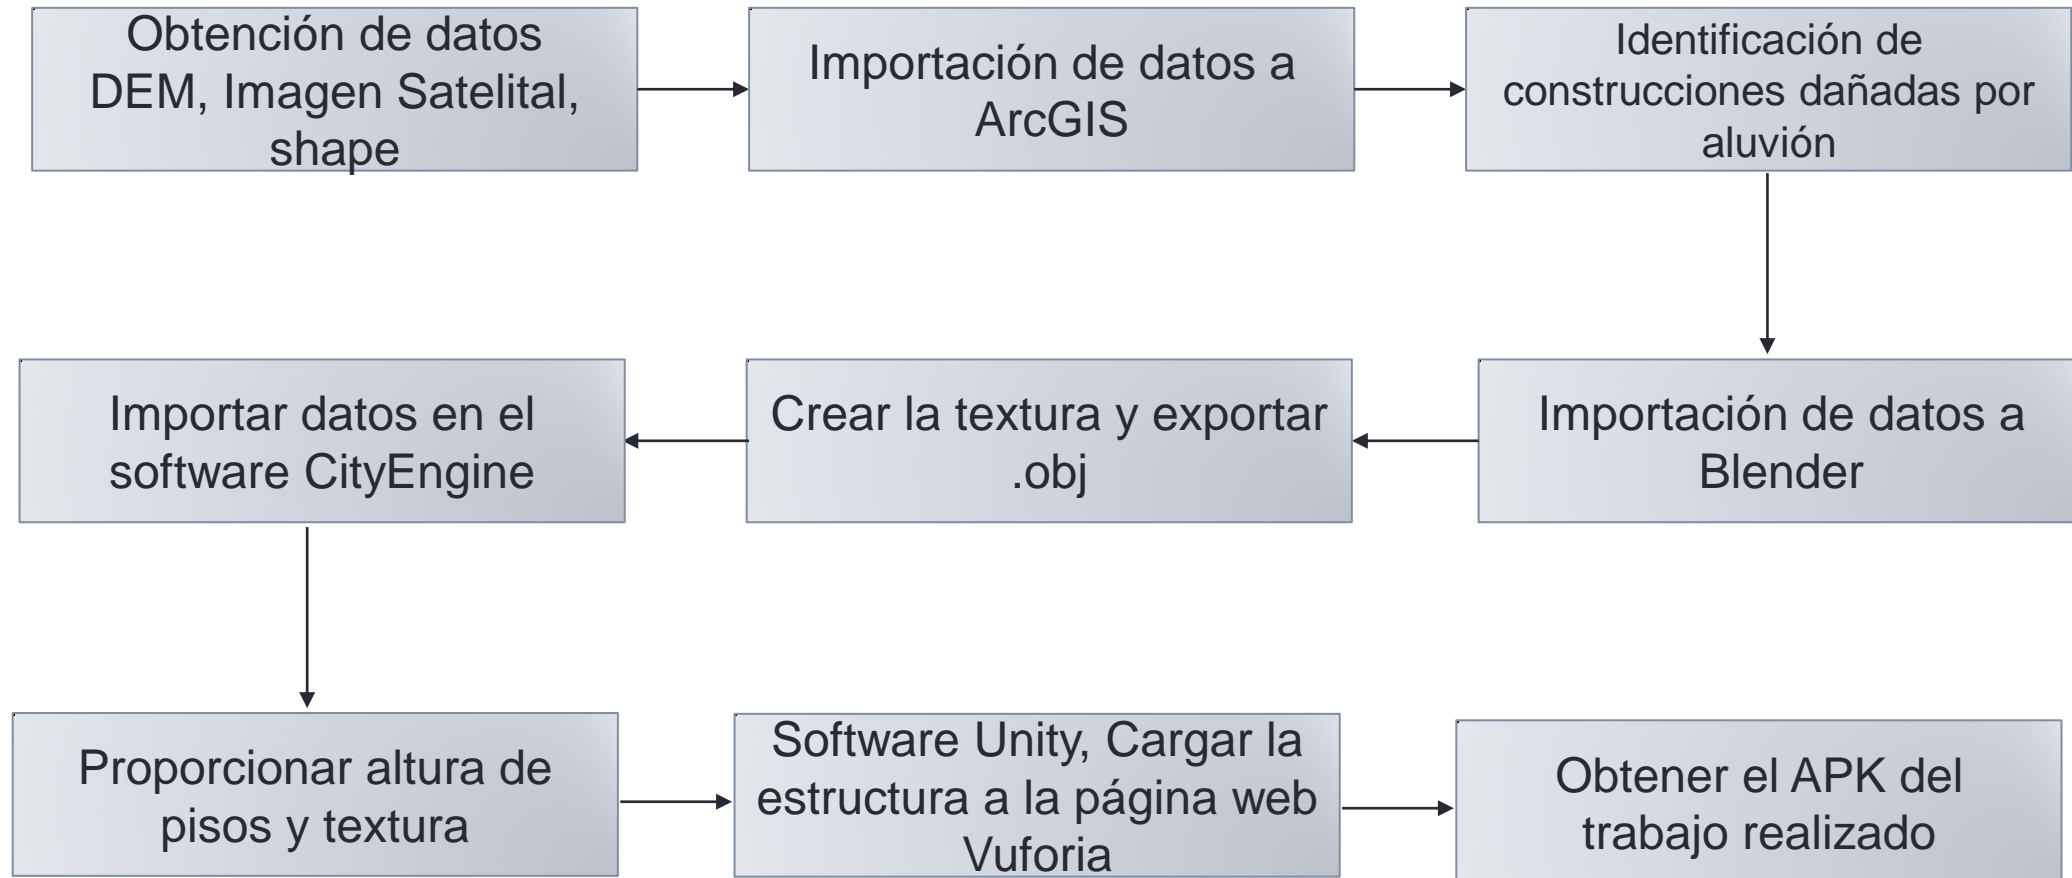 Obtención de datos
DEM, Imagen Satelital,
shape
Importación de datos a
ArcGIS
Identificación de
construcciones dañadas por
aluvión
Importar datos en el
software CityEngine
Crear la textura y exportar
.obj
Importación de datos a
Blender
Proporcionar altura de
pisos y textura
Software Unity, Cargar la
estructura a la página web
Vuforia
Obtener el APK del
trabajo realizado